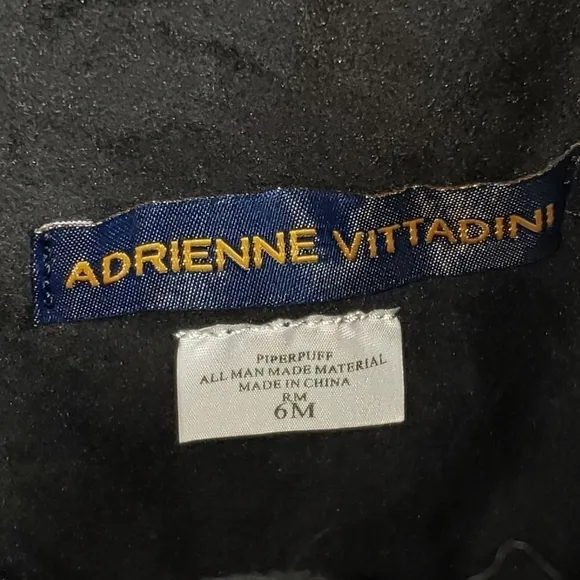 ADRIENNE VITTADINI
PIPERPUFF
ALL MAN MADE MATERIAL
MADE IN CHINA
RM
6M